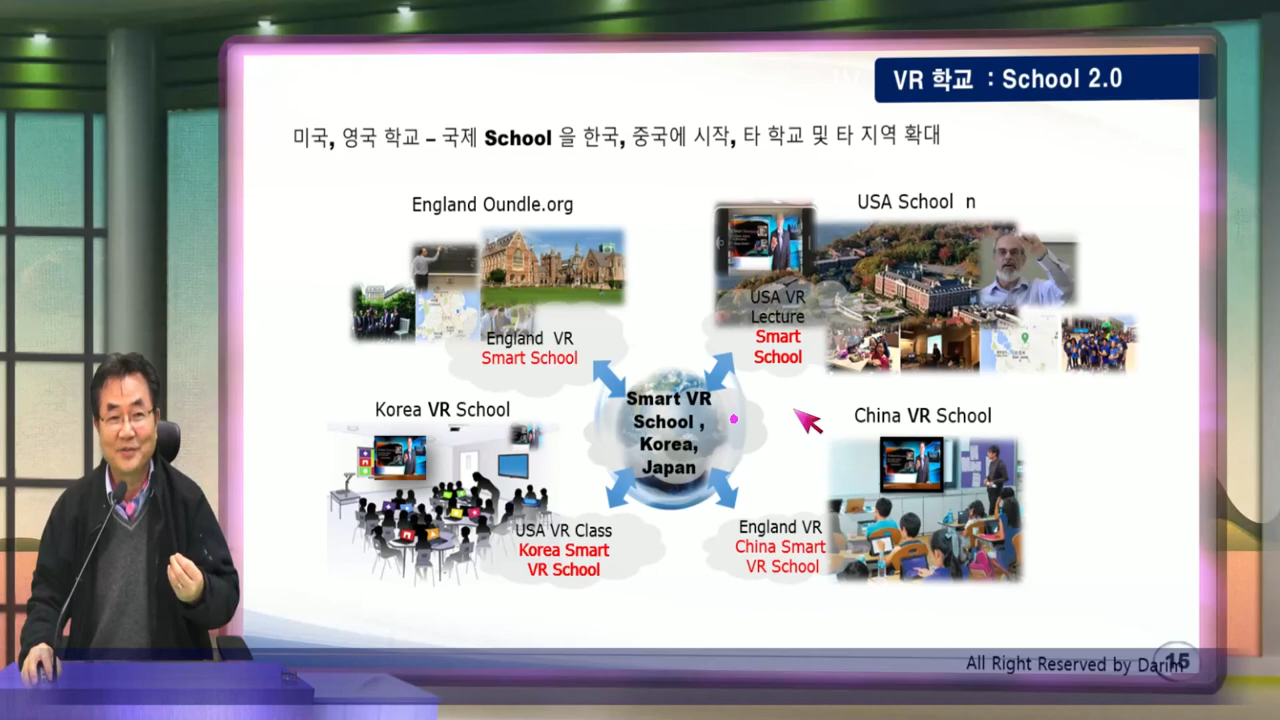 VR 학교 : School 2.0
미국, 영국 학교 – 국제 School 을 한국, 중국에 시작, 타 학교 및 타 지역 확대
England Oundle.org
USA School n
England VR
Smart School
USA VR
Lecture
Smart
School
Smart VR
School ,
Korea,
Japan
Korea VR School
China VR School
USA VR Class
Korea Smart
VR School
England VR
China Smart
VR School
All Right Reserved by Darim
15